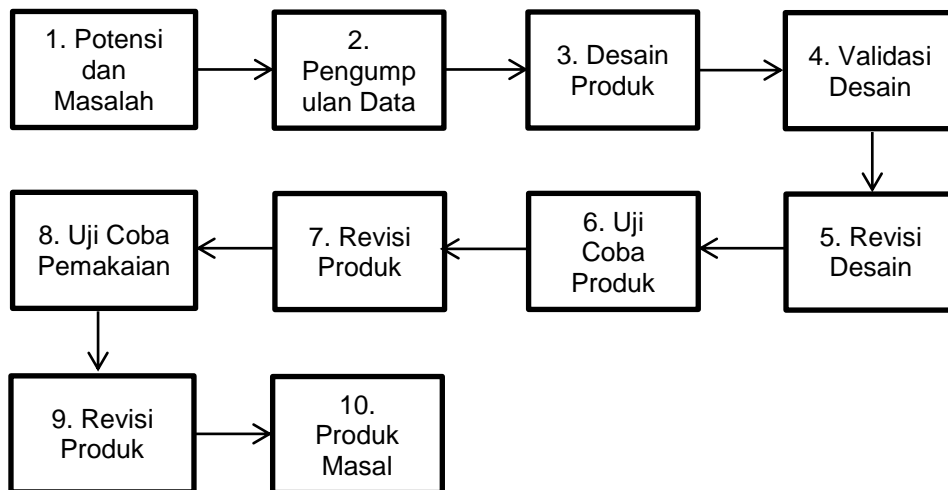 1. Potensi
dan
Masalah
2.
Pengump
ulan Data
3. Desain
Produk
4. Validasi
Desain
5. Revisi
Desain
6. Uji
Coba
Produk
7. Revisi
Produk
8. Uji Coba
Pemakaian
9. Revisi
Produk
10.
Produk
Masal